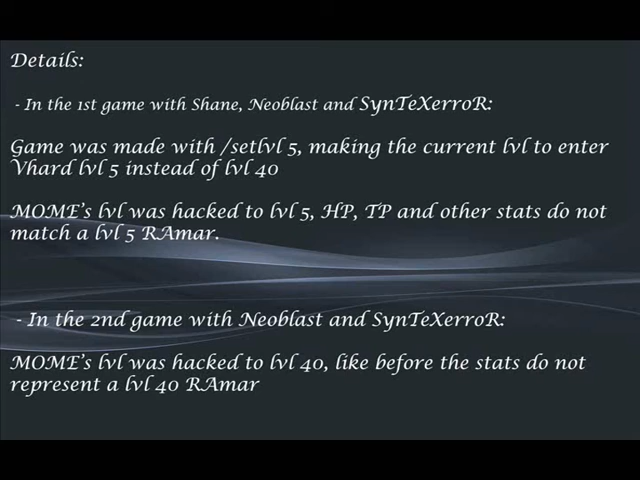 Details:
- In the 1st game with Shane, Neoblast and SynTeXerroR:
Game was made with /setlvl 5, making the current lvl to enter
Vhard lvl 5 instead of lvl 40
MOME's lvl was hacked to lvl 5, HP, TP and other stats do not
match a lvl 5 RAmar.
- In the 2nd game with Neoblast and SynTeXerroR:
MOME's lvl was hacked to lvl 40, like before the stats do not
represent a lvl 40 RAmar